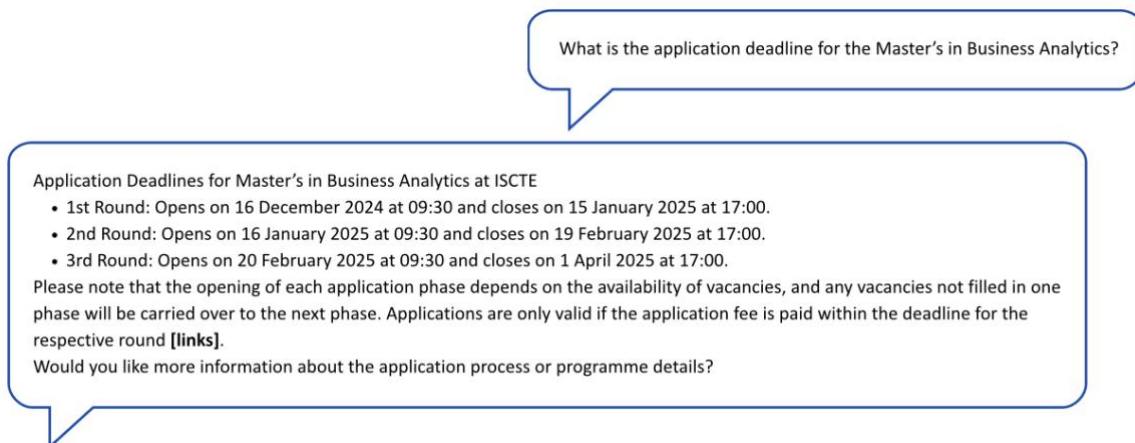 What is the application deadline for the Master’s in Business Analytics?
Application Deadlines for Master’s in Business Analytics at ISCTE
• 1st Round: Opens on 16 December 2024 at 09:30 and closes on 15 January 2025 at 17:00.
• 2nd Round: Opens on 16 January 2025 at 09:30 and closes on 19 February 2025 at 17:00.
• 3rd Round: Opens on 20 February 2025 at 09:30 and closes on 1 April 2025 at 17:00.
Please note that the opening of each application phase depends on the availability of vacancies, and any vacancies not filled in one
phase will be carried over to the next phase. Applications are only valid if the application fee is paid within the deadline for the
respective round [links].
Would you like more information about the application process or programme details?